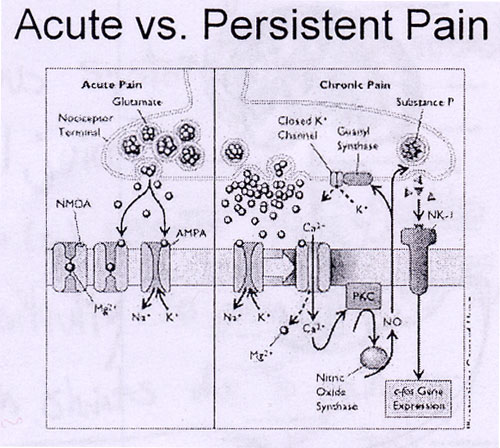 Acute vs. Persistent Pain
Acute Pain
Glutamate
Nociceptor
Terminal
NMDA
AMPA
Mg2+
Na+
K+
Chronic Pain
Substance P
Closed K+
Channel
Guanyl
Synthase
K+
Ca2+
NK-1
Na+
K+
PKC
Mg2+
Ca2+
NO
Nitric
Oxide
Synthase
c-fos Gene
Expression